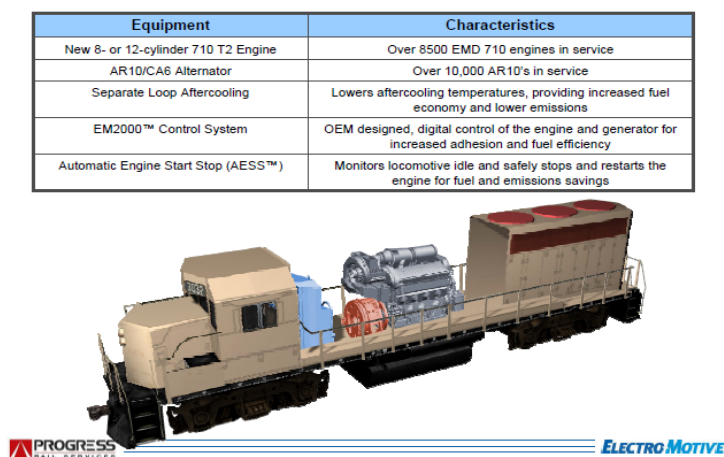 Equipment Characteristics
New 8- or 12-cylinder 710 T2 Engine Over 8500 EMD 710 engines in service
AR10/CA6 Alternator Over 10,000 AR10's in service
Separate Loop Aftercooling Lowers aftercooling temperatures, providing increased fuel
economy and lower emissions
EM2000™ Control System OEM designed, digital control of the engine and generator for
increased adhesion and fuel efficiency
Automatic Engine Start Stop (AESS™) Monitors locomotive idle and safely stops and restarts the
engine for fuel and emissions savings
PROGRESS
RAIL SERVICES
ELECTRO MOTIVE